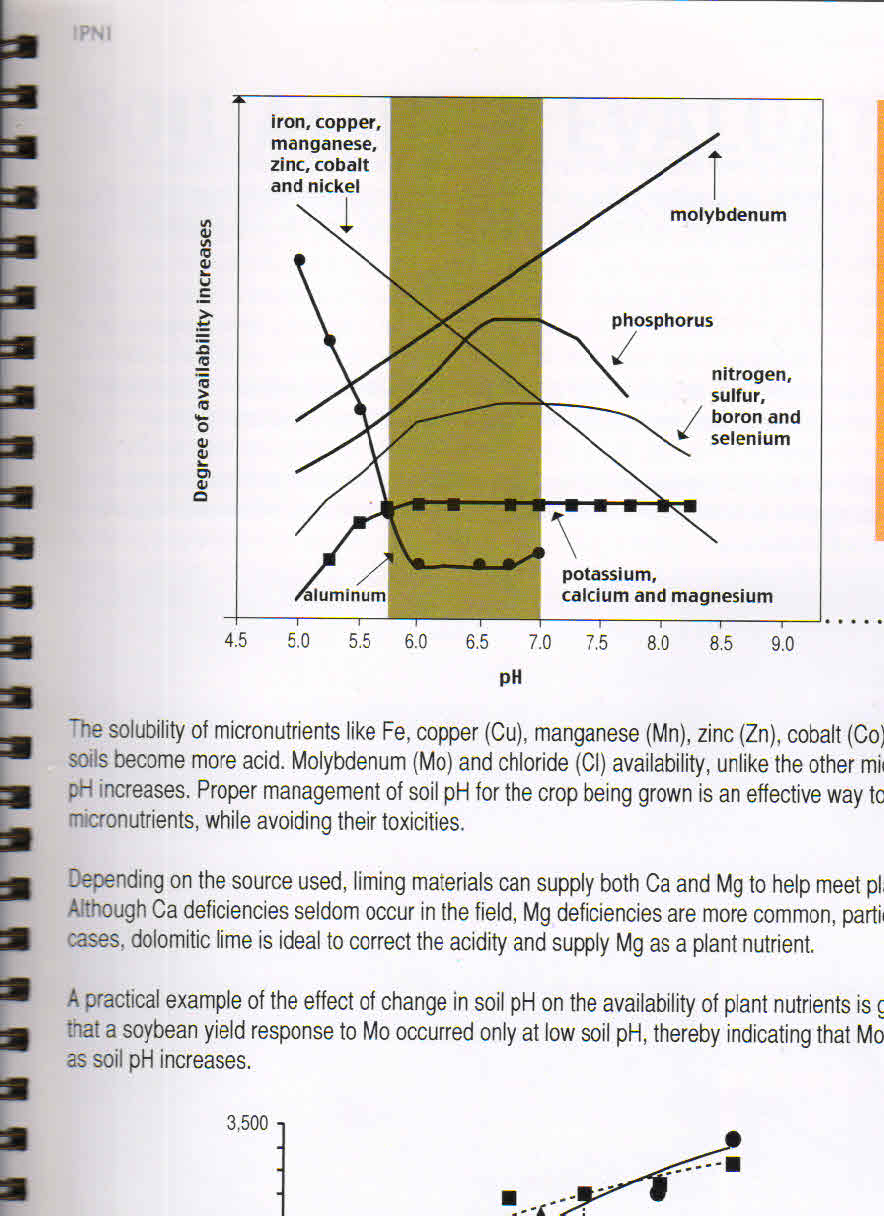 IPNI
iron, copper,
manganese,
zinc, cobalt
and nickel
molybdenum
phosphorus
nitrogen,
sulfur,
boron and
selenium
Degree of availability increases
aluminum
potassium,
calcium and magnesium
4.5 5.0 5.5 6.0 6.5 7.0 7.5 8.0 8.5 9.0
pH
The solubility of micronutrients like Fe, copper (Cu), manganese (Mn), zinc (Zn), cobalt (Co)
soils become more acid. Molybdenum (Mo) and chloride (Cl) availability, unlike the other mi
pH increases. Proper management of soil pH for the crop being grown is an effective way to
micronutrients, while avoiding their toxicities.
Depending on the source used, liming materials can supply both Ca and Mg to help meet pl
Although Ca deficiencies seldom occur in the field, Mg deficiencies are more common, parti
cases, dolomitic lime is ideal to correct the acidity and supply Mg as a plant nutrient.
A practical example of the effect of change in soil pH on the availability of plant nutrients is g
that a soybean yield response to Mo occurred only at low soil pH, thereby indicating that Mo
as soil pH increases.
3,500